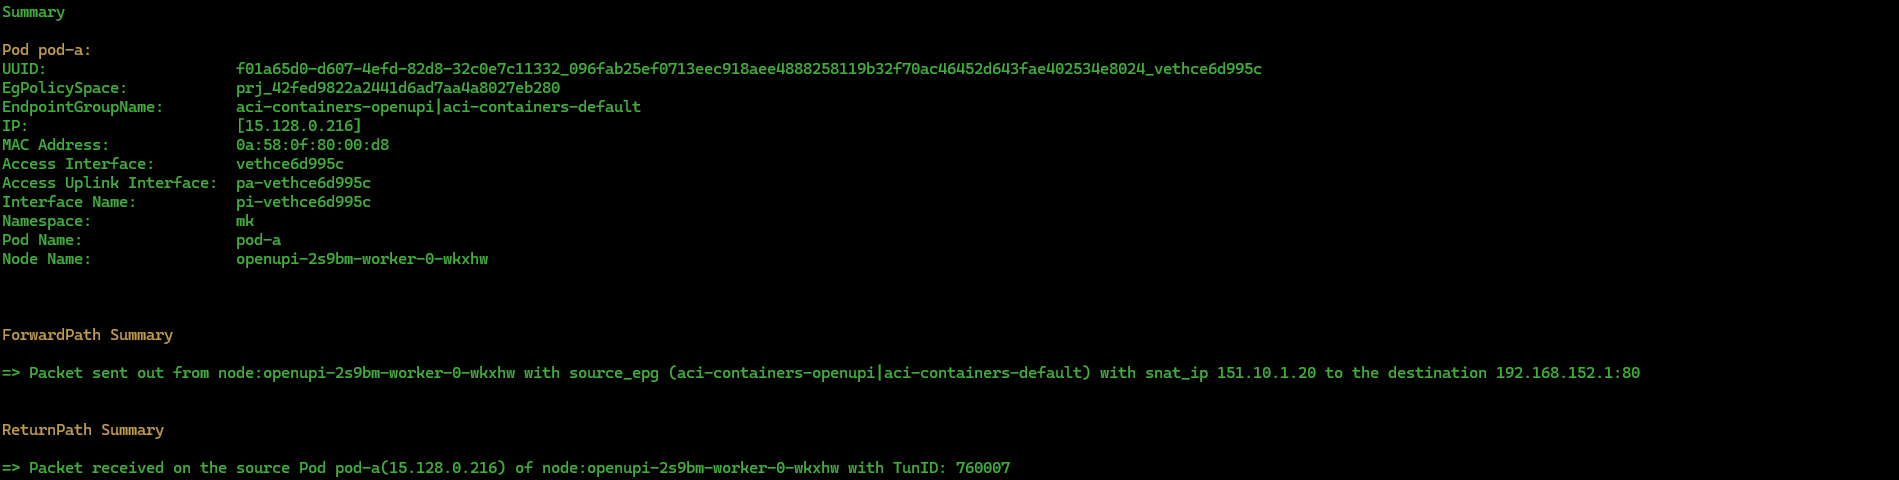 Summary
Pod pod-a:
UUID: f01a65d0-d607-4efd-82d8-32c0e7c11332_096fab25ef0713eec918aee4888258119b32f70ac46452d643fae402534e8024_vethce6d995c
EgPolicySpace: prj_42fed9822a2441d6ad7aa4a8027eb280
EndpointGroupName: aci-containers-openupi|aci-containers-default
IP: [15.128.0.216]
MAC Address: 0a:58:0f:80:00:d8
Access Interface: vethce6d995c
Access Uplink Interface: pa-vethce6d995c
Interface Name: pi-vethce6d995c
Namespace: mk
Pod Name: pod-a
Node Name: openupi-2s9bm-worker-0-wkxhw
ForwardPath Summary
=> Packet sent out from node:openupi-2s9bm-worker-0-wkxhw with source_epg (aci-containers-openupi|aci-containers-default) with snat_ip 151.10.1.20 to the destination 192.168.152.1:80
ReturnPath Summary
=> Packet received on the source Pod pod-a(15.128.0.216) of node:openupi-2s9bm-worker-0-wkxhw with TunID: 760007